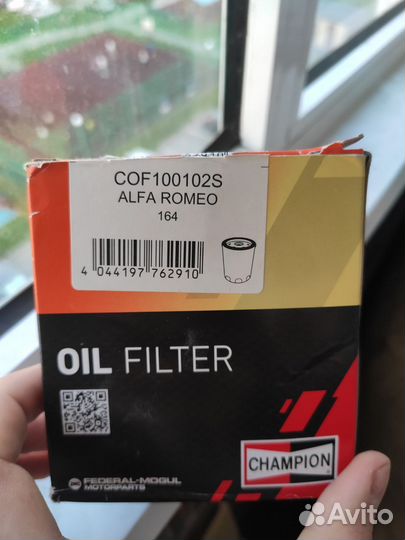 COF100102S
ALFA ROMEO
164
4 044197 762910
OIL FILTER
FEDERAL-MOGUL
MOTORPARTS
CHAMPION
Avito